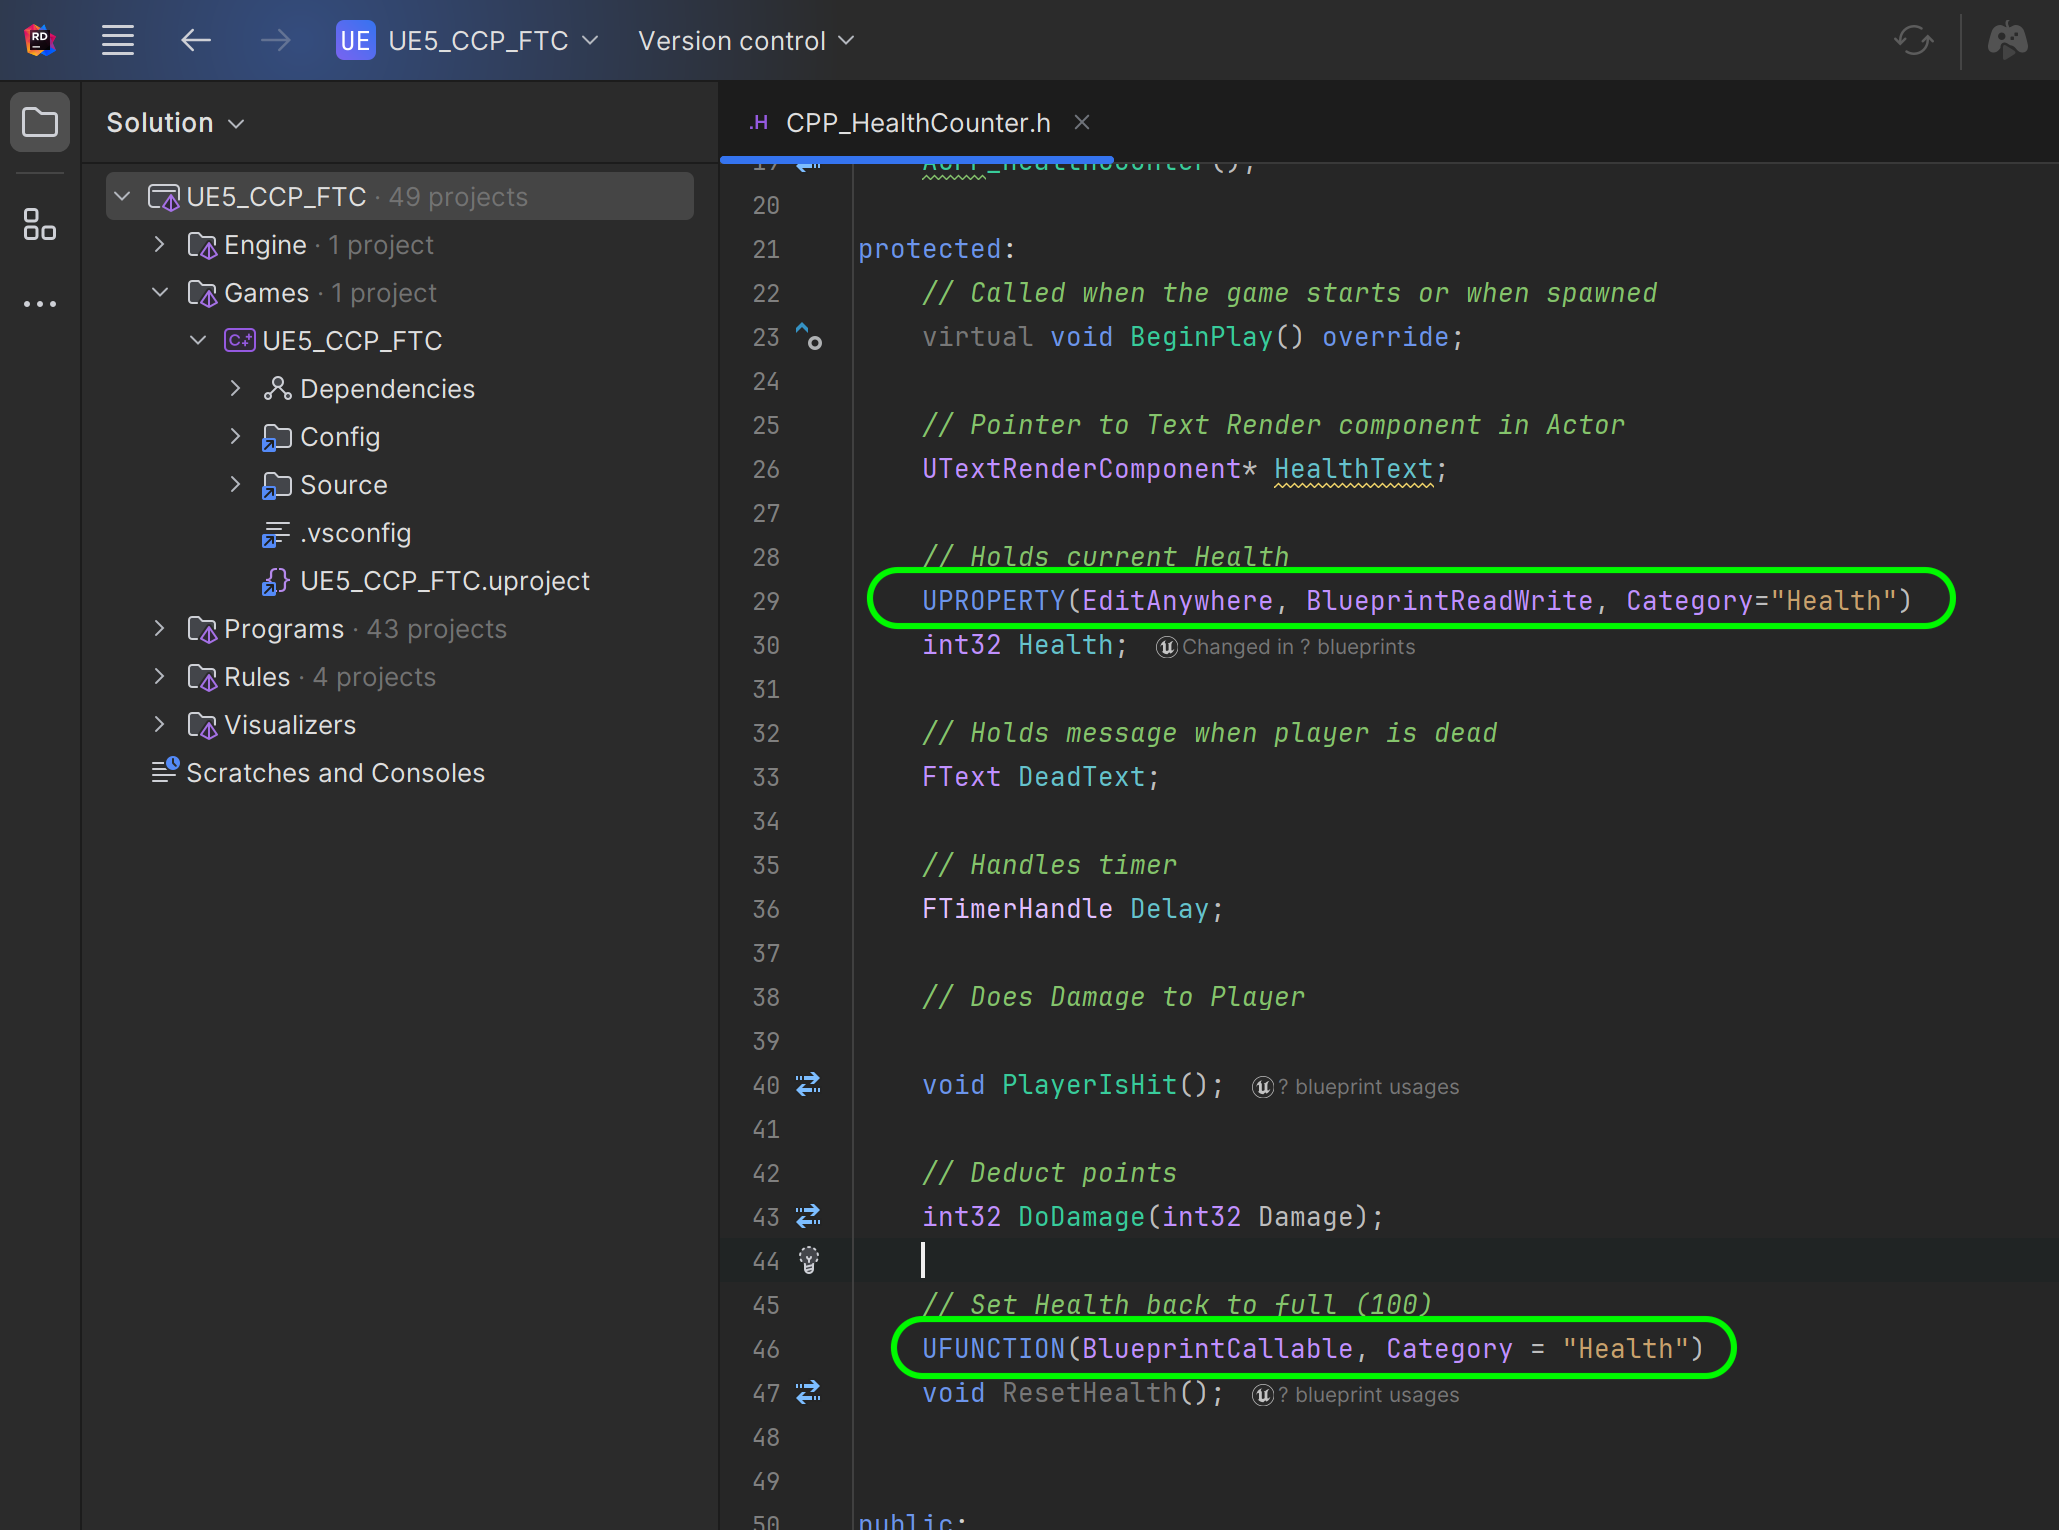 RD
UE UE5_CCP_FTC Version control
Solution
.H CPP_HealthCounter.h
UE5_CCP_FTC · 49 projects
Engine · 1 project
Games · 1 project
C++ UE5_CCP_FTC
Dependencies
Config
Source
.vsconfig
UE5_CCP_FTC.uproject
Programs · 43 projects
Rules · 4 projects
Visualizers
Scratches and Consoles
17 ACPP_HealthCounter();
20
21 protected:
22 // Called when the game starts or when spawned
23 virtual void BeginPlay() override;
24
25 // Pointer to Text Render component in Actor
26 UTextRenderComponent* HealthText;
27
28 // Holds current Health
29 UPROPERTY(EditAnywhere, BlueprintReadWrite, Category="Health")
30 int32 Health; Changed in ? blueprints
31
32 // Holds message when player is dead
33 FText DeadText;
34
35 // Handles timer
36 FTimerHandle Delay;
37
38 // Does Damage to Player
39
40 void PlayerIsHit(); ? blueprint usages
41
42 // Deduct points
43 int32 DoDamage(int32 Damage);
44
45 // Set Health back to full (100)
46 UFUNCTION(BlueprintCallable, Category = "Health")
47 void ResetHealth(); ? blueprint usages
48
49
50 public: